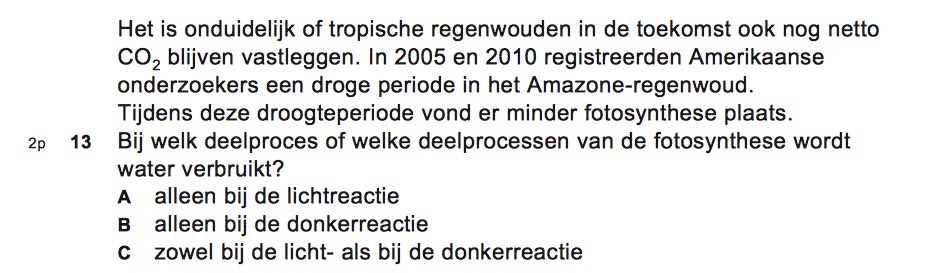 Het is onduidelijk of tropische regenwouden in de toekomst ook nog netto
CO₂ blijven vastleggen. In 2005 en 2010 registreerden Amerikaanse
onderzoekers een droge periode in het Amazone-regenwoud.
Tijdens deze droogteperiode vond er minder fotosynthese plaats.
2p 13 Bij welk deelproces of welke deelprocessen van de fotosynthese wordt
water verbruikt?
A alleen bij de lichtreactie
B alleen bij de donkerreactie
C zowel bij de licht- als bij de donkerreactie